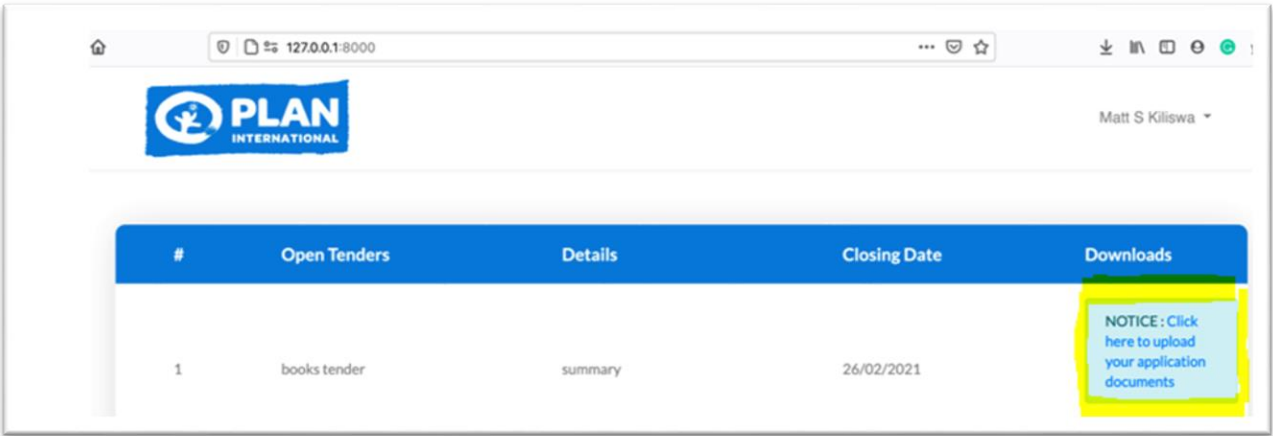 127.0.0.1:8000
PLAN
INTERNATIONAL
Matt S Kiliswa
# Open Tenders Details Closing Date Downloads
1 books tender summary 26/02/2021
NOTICE : Click
here to upload
your application
documents